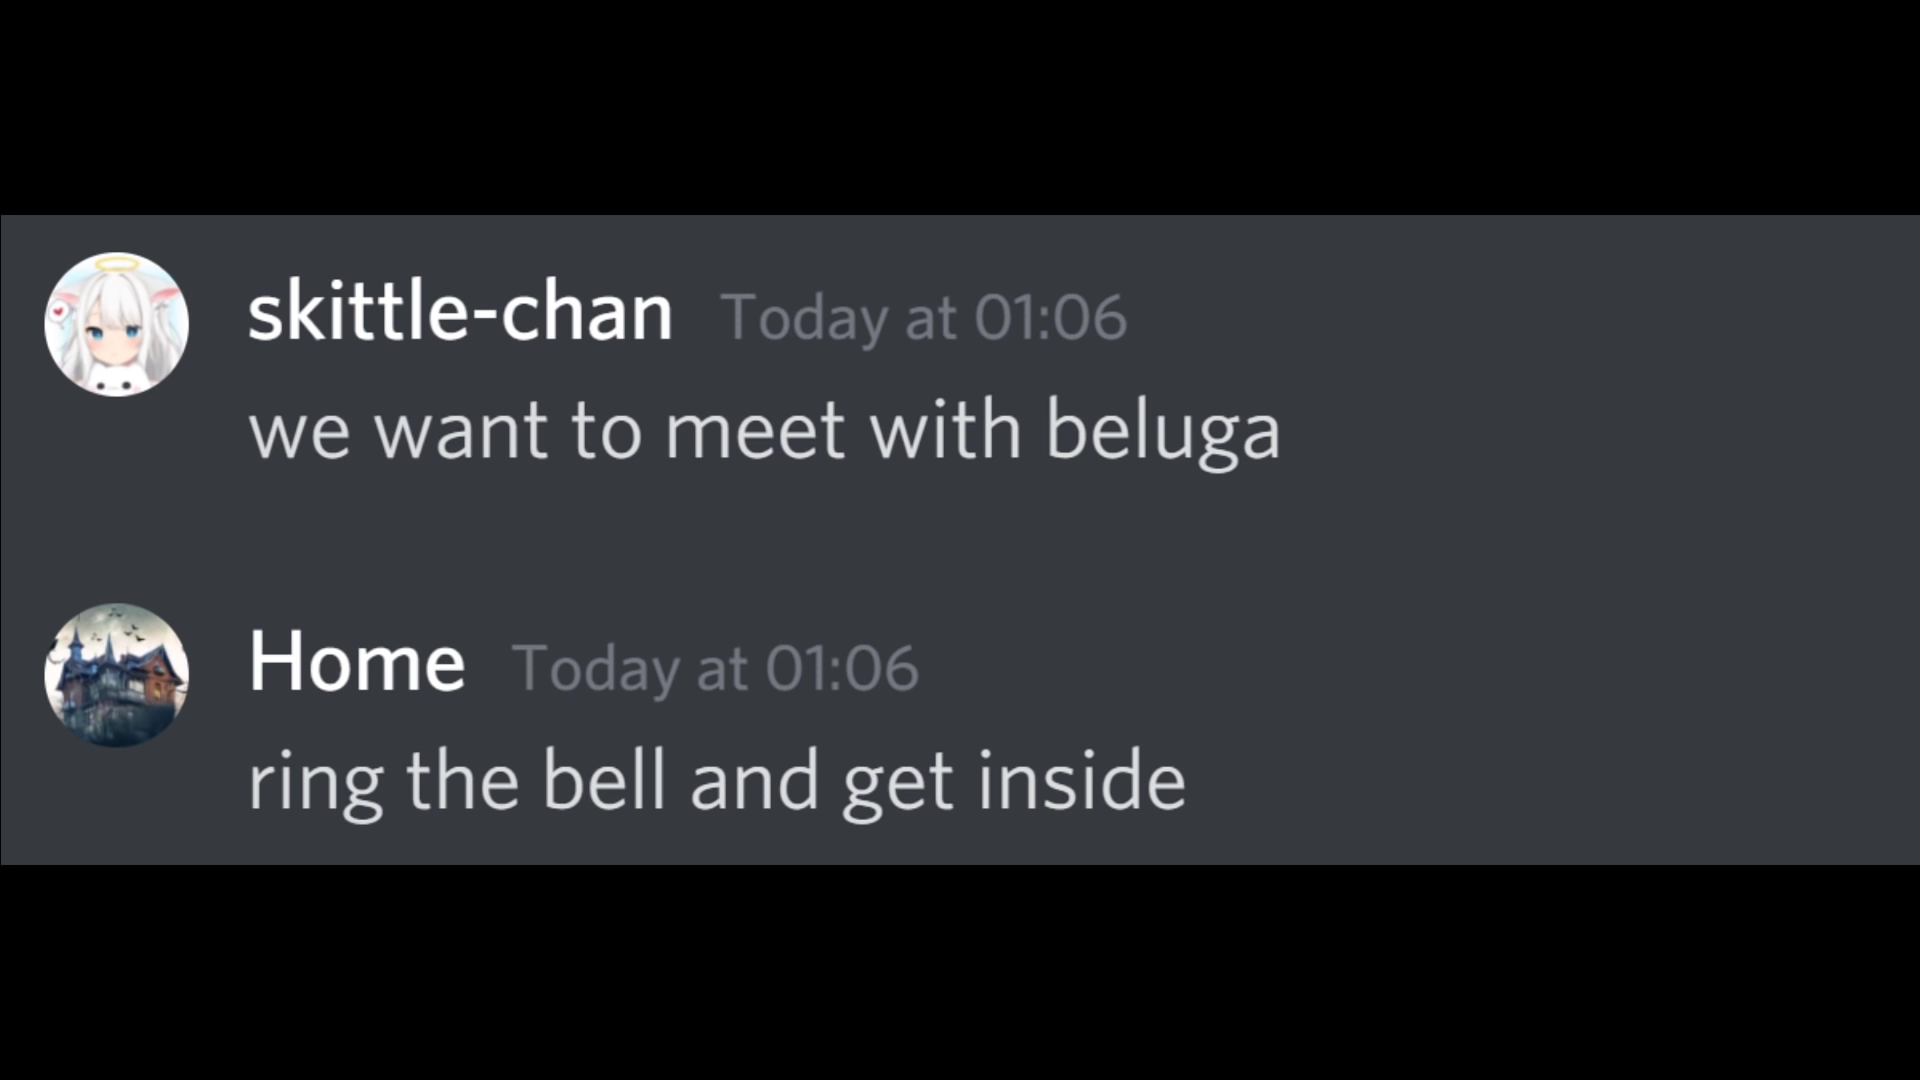 skittle-chan Today at 01:06
we want to meet with beluga
Home Today at 01:06
ring the bell and get inside